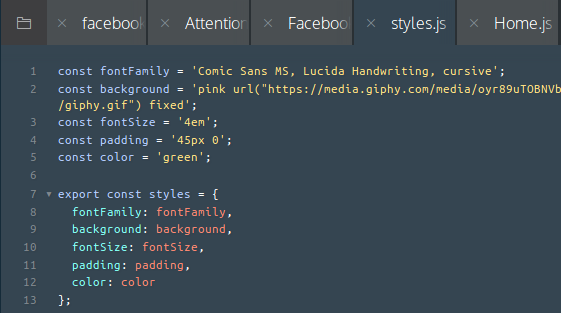 facebook Attention Facebo styles.js Home.js
1 const fontFamily = 'Comic Sans MS, Lucida Handwriting, cursive';
2 const background = 'pink url("https://media.giphy.com/media/oyr89uTOBNVb
/giphy.gif") fixed';
3 const fontSize = '4em';
4 const padding = '45px 0';
5 const color = 'green';
6
7 export const styles = {
8 fontFamily: fontFamily,
9 background: background,
10 fontSize: fontSize,
11 padding: padding,
12 color: color
13 };